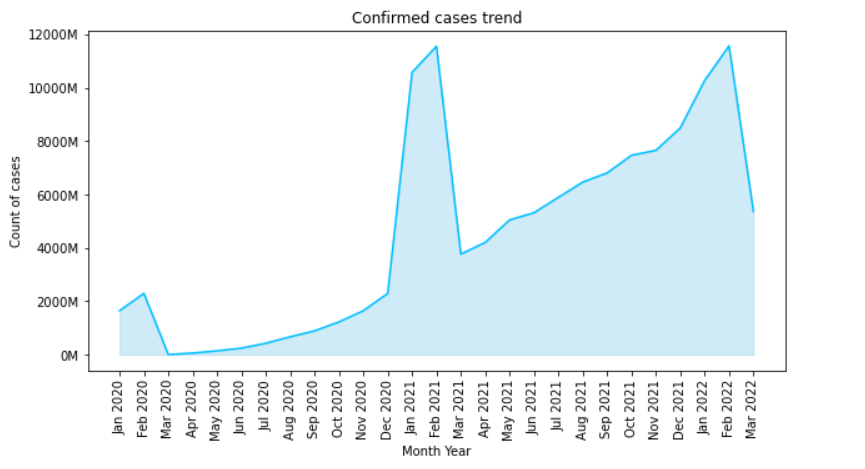 Confirmed cases trend
12000M
10000M
8000M
6000M
4000M
2000M
0M
Count of cases
Jan 2020
Feb 2020
Mar 2020
Apr 2020
May 2020
Jun 2020
Jul 2020
Aug 2020
Sep 2020
Oct 2020
Nov 2020
Dec 2020
Jan 2021
Feb 2021
Mar 2021
Apr 2021
May 2021
Jun 2021
Jul 2021
Aug 2021
Sep 2021
Oct 2021
Nov 2021
Dec 2021
Jan 2022
Feb 2022
Mar 2022
Month Year